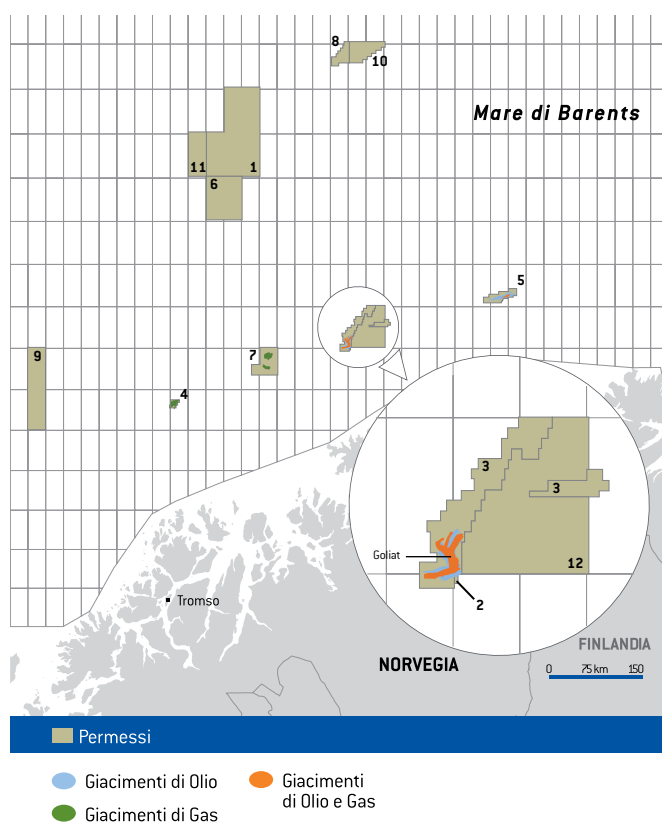 8
10
Mare di Barents
11
1
6
5
9
7
4
3
3
Goliat
12
2
Tromso
FINLANDIA
NORVEGIA
0 75 km 150
Permessi
Giacimenti di Olio
Giacimenti di Gas
Giacimenti
di Olio e Gas